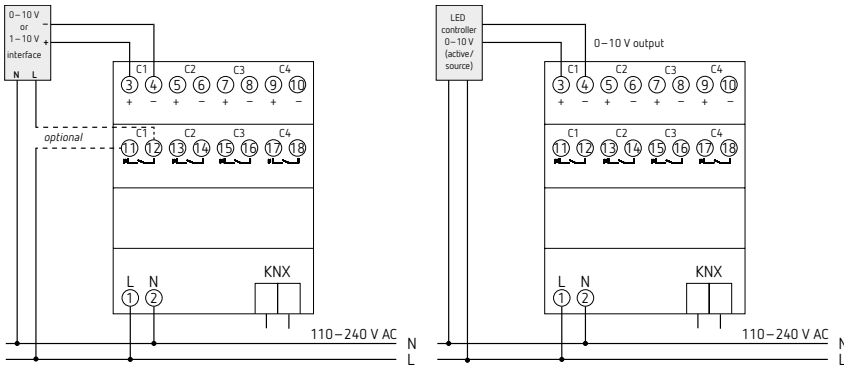 0–10 V
or
1–10 V
interface
–
+
N L
optional
C1 C2 C3 C4
3 4 5 6 7 8 9 10
+ – + – + – + –
C1 C2 C3 C4
11 12 13 14 15 16 17 18
L N
1 2
KNX
110–240 V AC
N
L
LED
controller
0–10 V
(active/
source)
0–10 V output
C1 C2 C3 C4
3 4 5 6 7 8 9 10
+ – + – + – + –
C1 C2 C3 C4
11 12 13 14 15 16 17 18
L N
1 2
KNX
110–240 V AC
N
L